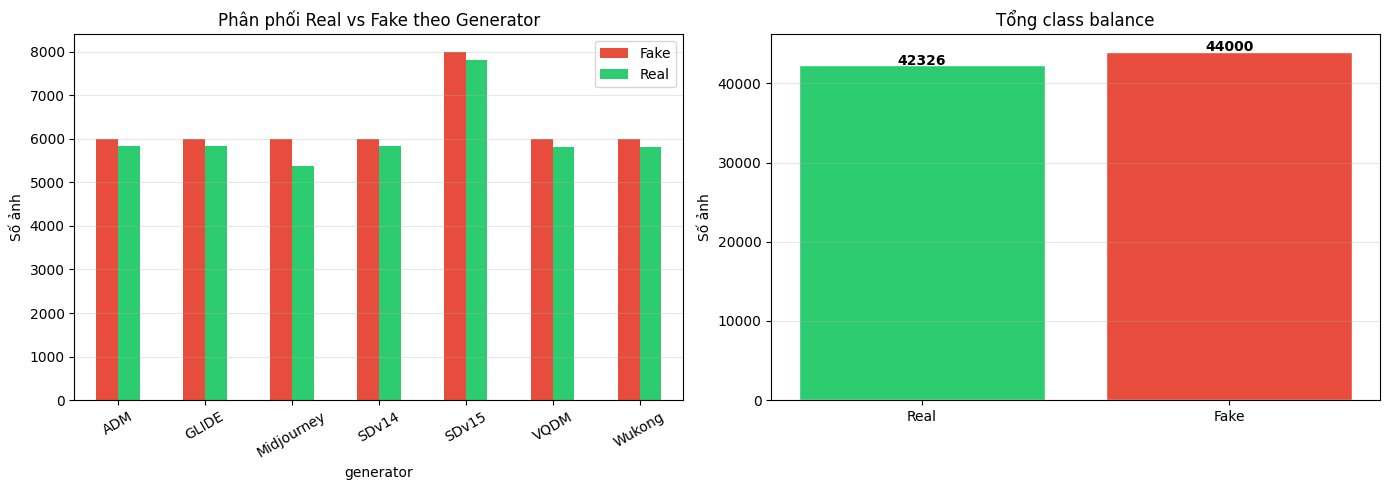 Phân phối Real vs Fake theo Generator
Fake
Real
8000
7000
6000
5000
4000
3000
2000
1000
0
Số ảnh
ADM
GLIDE
Midjourney
SDv14
SDv15
VQDM
Wukong
generator
Tổng class balance
42326
44000
40000
30000
20000
10000
0
Số ảnh
Real
Fake